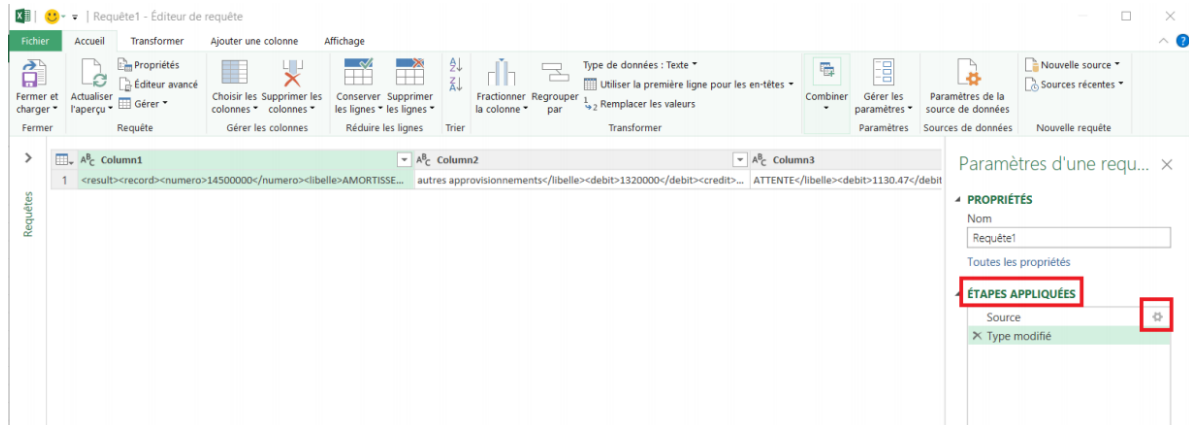 Requête1 - Éditeur de requête
Fichier Accueil Transformer Ajouter une colonne Affichage
Fermer et charger
Actualiser l'aperçu
Propriétés
Éditeur avancé
Gérer
Choisir les colonnes
Supprimer les colonnes
Conserver les lignes
Supprimer les lignes
Fractionner la colonne
Regrouper par
Type de données : Texte
Utiliser la première ligne pour les en-têtes
Remplacer les valeurs
Combiner
Gérer les paramètres
Paramètres de la source de données
Nouvelle source
Sources récentes
Fermer Requête Gérer les colonnes Réduire les lignes Trier Transformer Paramètres Sources de données Nouvelle requête
Requêtes
Column1 Column2 Column3
1 <result><record><numero>14500000</numero><libelle>AMORTISSE... autres approvisionnements</libelle><debit>1320000</debit><credit>... ATTENTE</libelle><debit>1130.47</debit
Paramètres d'une requ...
PROPRIÉTÉS
Nom
Requête1
Toutes les propriétés
ÉTAPES APPLIQUÉES
Source
Type modifié